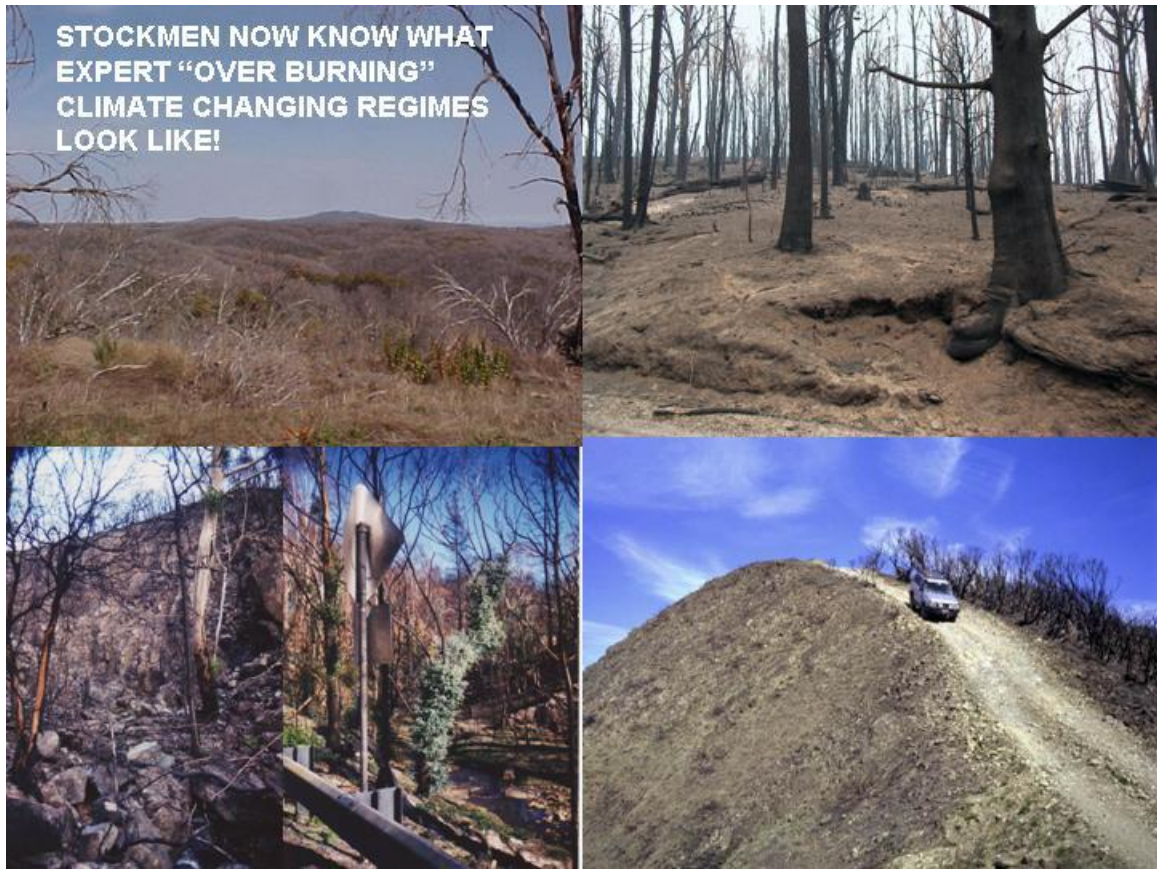 STOCKMEN NOW KNOW WHAT
EXPERT “OVER BURNING”
CLIMATE CHANGING REGIMES
LOOK LIKE!